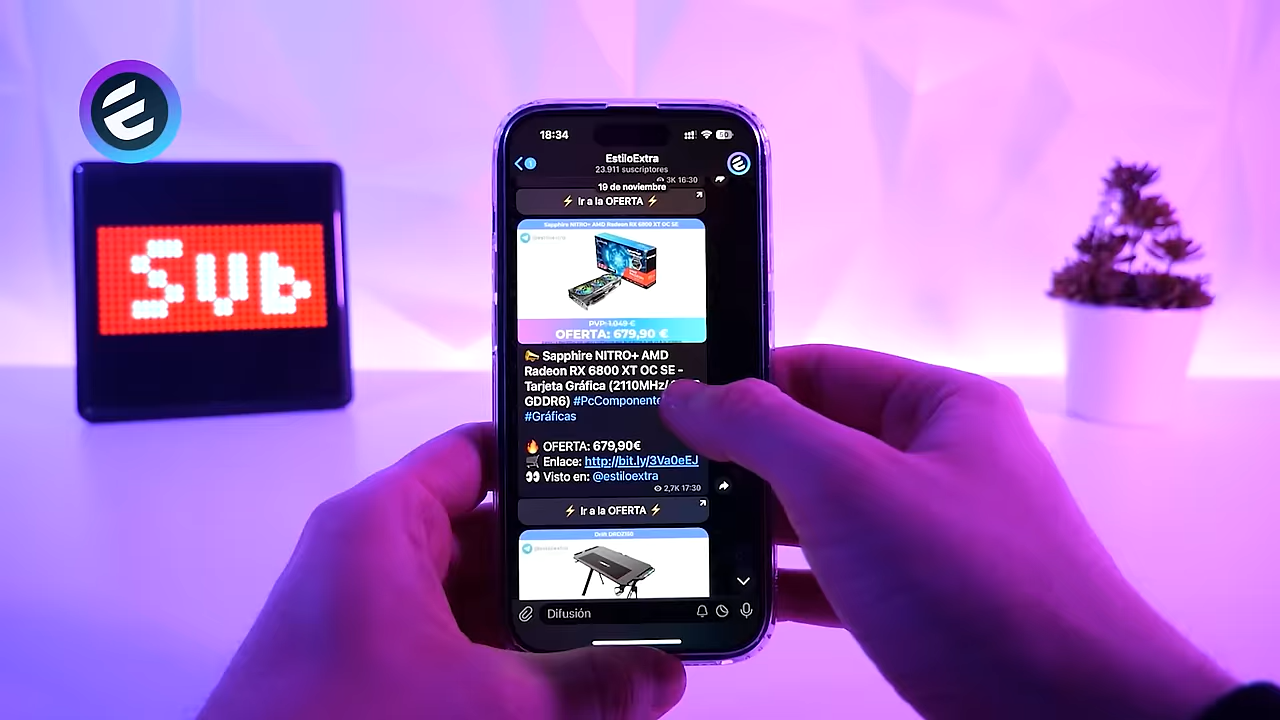 Sub
18:34
EstiloExtra
23.911 suscriptores
3K 16:30
19 de noviembre
⚡ Ir a la OFERTA ⚡
Sapphire NITRO+ AMD Radeon RX 6800 XT OC SE
PVP: 1.049 €
OFERTA: 679,90 €
📣 Sapphire NITRO+ AMD
Radeon RX 6800 XT OC SE -
Tarjeta Gráfica (2110MHz/
GDDR6) #PcComponente
#Gráficas
🔥 OFERTA: 679,90€
🛒 Enlace: http://bit.ly/3Va0eEJ
👀 Visto en: @estiloextra
2,7K 17:30
⚡ Ir a la OFERTA ⚡
Difusión